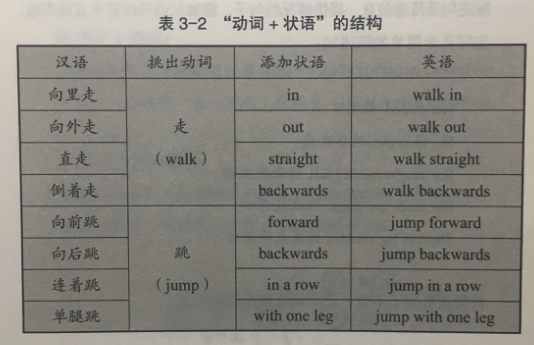 表 3-2 “动词 + 状语”的结构
汉语 挑出动词 添加状语 英语
向里走 in walk in
向外走 走 out walk out
直走 （walk） straight walk straight
倒着走 backwards walk backwards
向前跳 forward jump forward
向后跳 跳 backwards jump backwards
连着跳 （jump） in a row jump in a row
单腿跳 with one leg jump with one leg